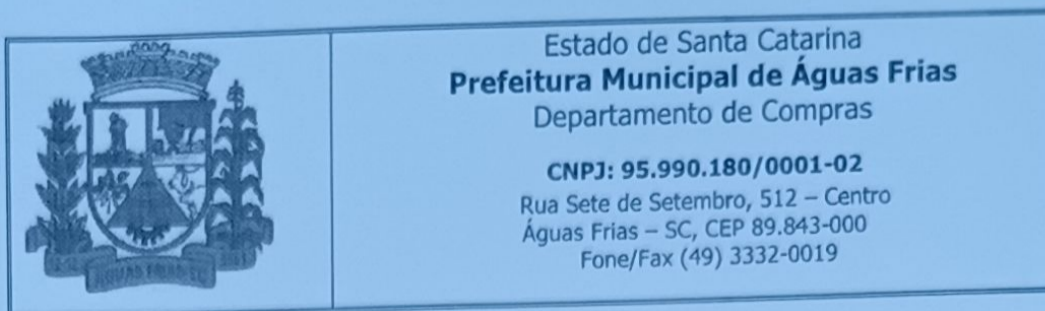 Estado de Santa Catarina
Prefeitura Municipal de Águas Frias
Departamento de Compras
CNPJ: 95.990.180/0001-02
Rua Sete de Setembro, 512 – Centro
Águas Frias – SC, CEP 89.843-000
Fone/Fax (49) 3332-0019